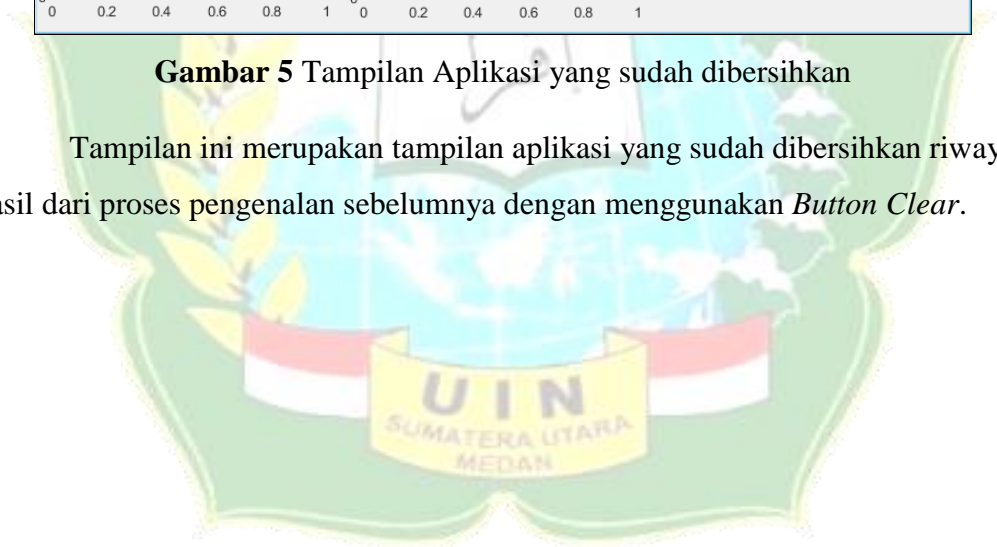 0 0.2 0.4 0.6 0.8 1 0 0.2 0.4 0.6 0.8 1
Gambar 5 Tampilan Aplikasi yang sudah dibersihkan
Tampilan ini merupakan tampilan aplikasi yang sudah dibersihkan riway
asil dari proses pengenalan sebelumnya dengan menggunakan Button Clear.
UIN
SUMATERA UTARA
MEDAN